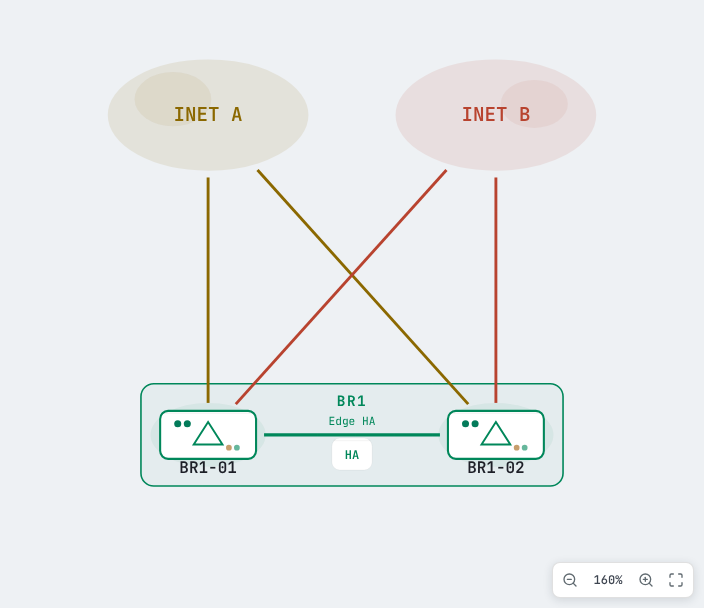 INET A
INET B
BR1
Edge HA
HA
BR1-01
BR1-02
160%